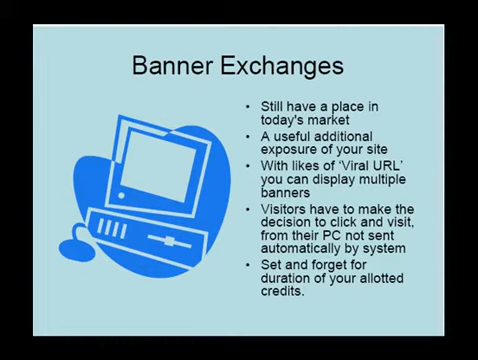 Banner Exchanges
• Still have a place in
today's market
• A useful additional
exposure of your site
• With likes of ‘Viral URL’
you can display multiple
banners
• Visitors have to make the
decision to click and visit,
from their PC not sent
automatically by system
• Set and forget for
duration of your allotted
credits.